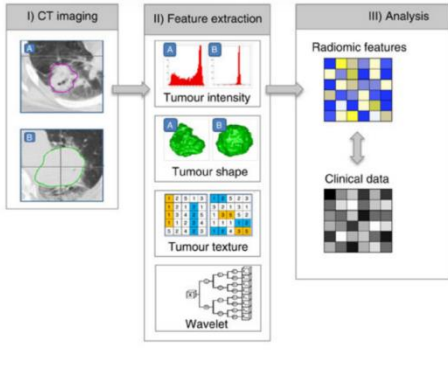 I) CT imaging
A
B
II) Feature extraction
A
B
Tumour intensity
A
B
Tumour shape
Tumour texture
Wavelet
III) Analysis
Radiomic features
Clinical data